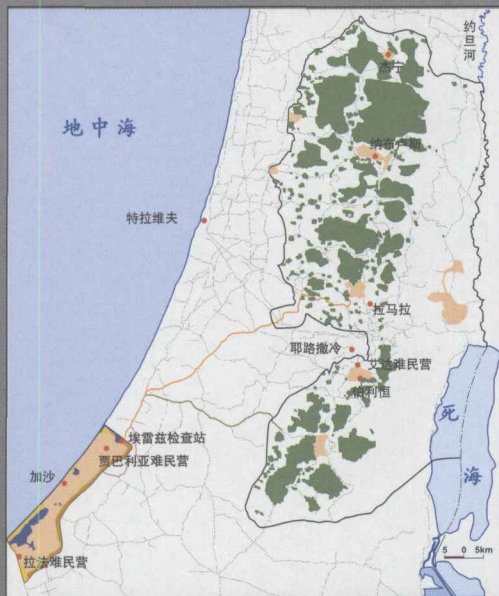 约旦河
杰宁
地中海
纳布卢斯
特拉维夫
拉马拉
耶路撒冷
艾达难民营
伯利恒
死海
埃雷兹检查站
贾巴利亚难民营
加沙
拉法难民营
5 0 5km